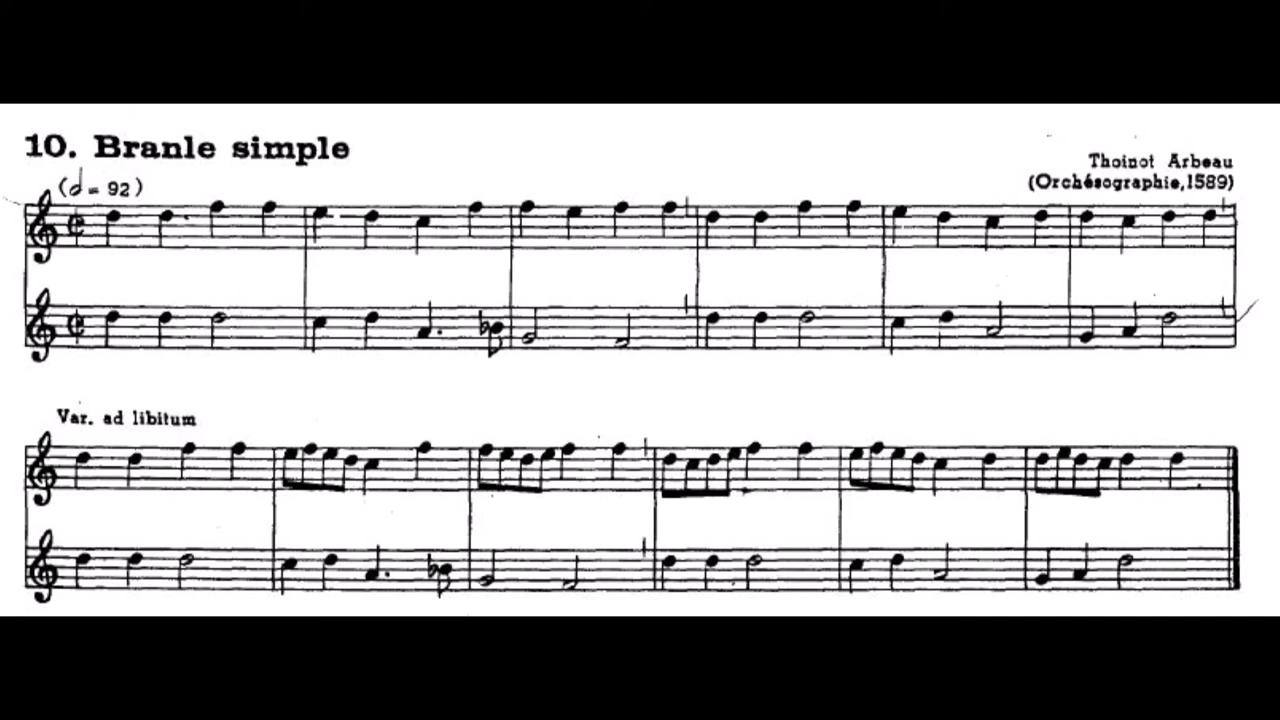 10. Branle simple
Thoinot Arbeau
(𝅗𝅥 = 92)
(Orchésographie,1589)
Var. ad libitum